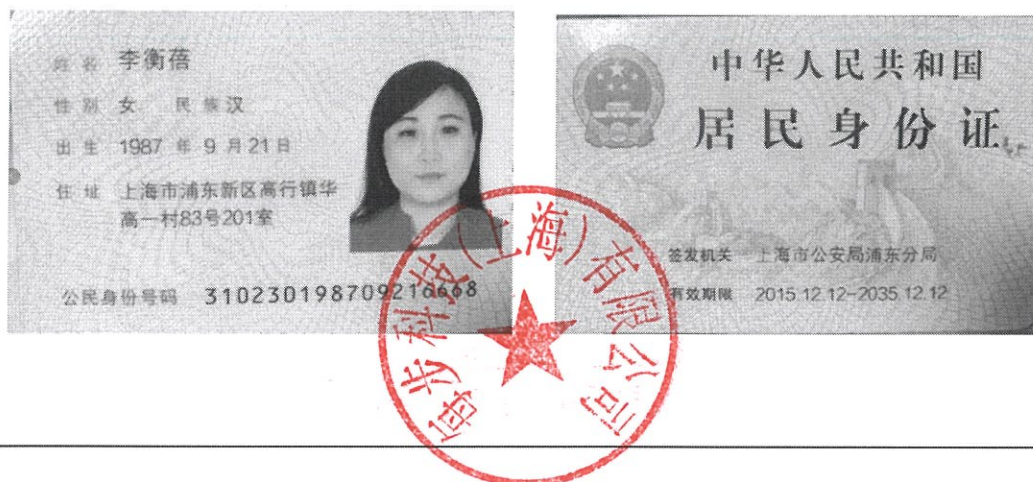 姓名 李衡蓓
性别 女 民族 汉
出生 1987 年 9 月 21 日
住址 上海市浦东新区高行镇华
高一村83号201室
公民身份号码 310230198709216668
中华人民共和国
居民身份证
签发机关 上海市公安局浦东分局
有效期限 2015.12.12-2035.12.12
步科技(上海)有限公司